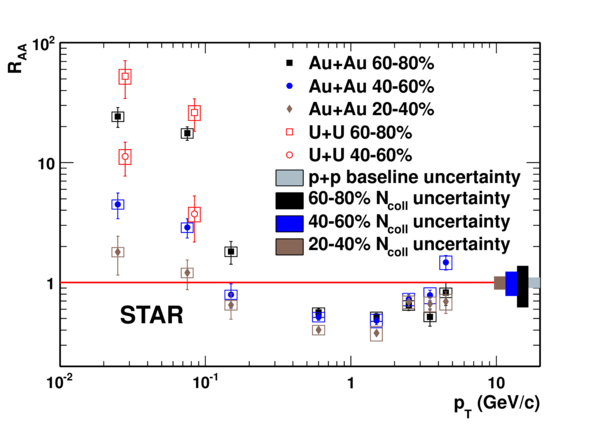 R_AA
10^2
10
1
Au+Au 60-80%
Au+Au 40-60%
Au+Au 20-40%
U+U 60-80%
U+U 40-60%
p+p baseline uncertainty
60-80% N_coll uncertainty
40-60% N_coll uncertainty
20-40% N_coll uncertainty
STAR
10^-2 10^-1 1 10
p_T (GeV/c)